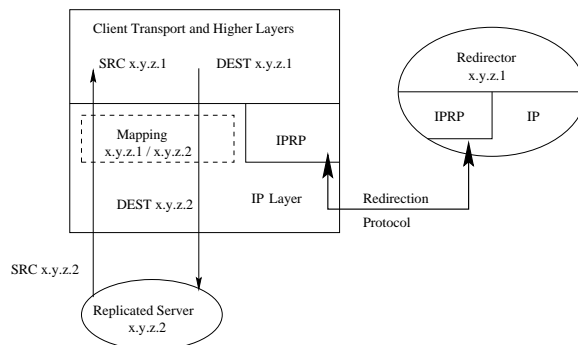 Client Transport and Higher Layers
SRC x.y.z.1
DEST x.y.z.1
Mapping
x.y.z.1 / x.y.z.2
IPRP
DEST x.y.z.2
IP Layer
SRC x.y.z.2
Replicated Server
x.y.z.2
Redirection
Protocol
Redirector
x.y.z.1
IPRP
IP